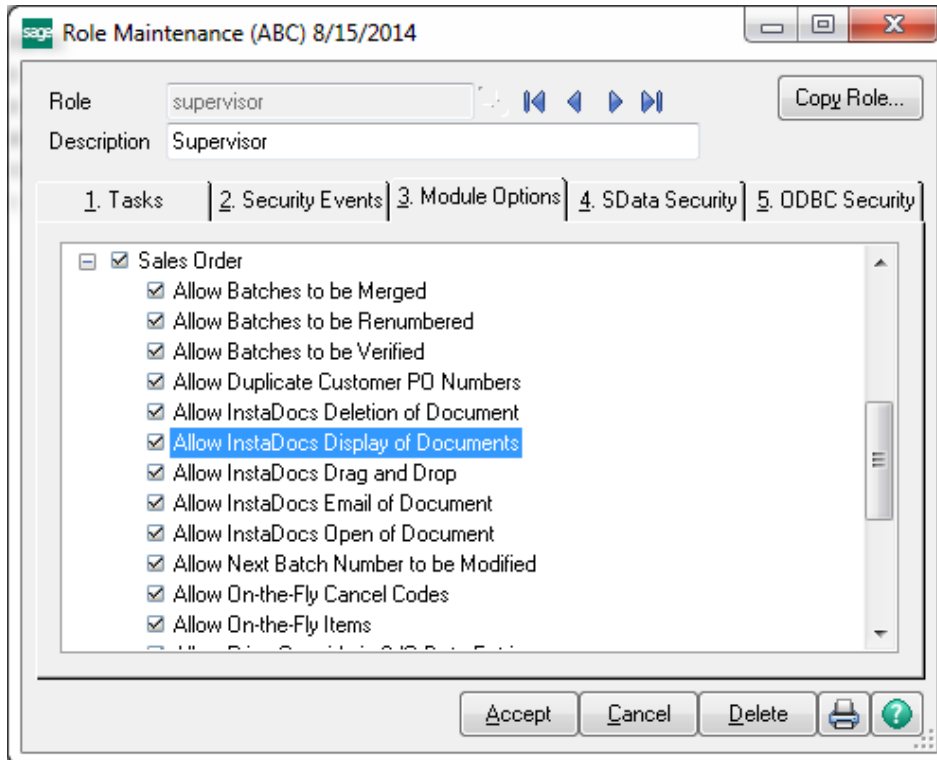 sage Role Maintenance (ABC) 8/15/2014
Role supervisor Copy Role...
Description Supervisor
1. Tasks 2. Security Events 3. Module Options 4. SData Security 5. ODBC Security
Sales Order
Allow Batches to be Merged
Allow Batches to be Renumbered
Allow Batches to be Verified
Allow Duplicate Customer PO Numbers
Allow InstaDocs Deletion of Document
Allow InstaDocs Display of Documents
Allow InstaDocs Drag and Drop
Allow InstaDocs Email of Document
Allow InstaDocs Open of Document
Allow Next Batch Number to be Modified
Allow On-the-Fly Cancel Codes
Allow On-the-Fly Items
Accept Cancel Delete